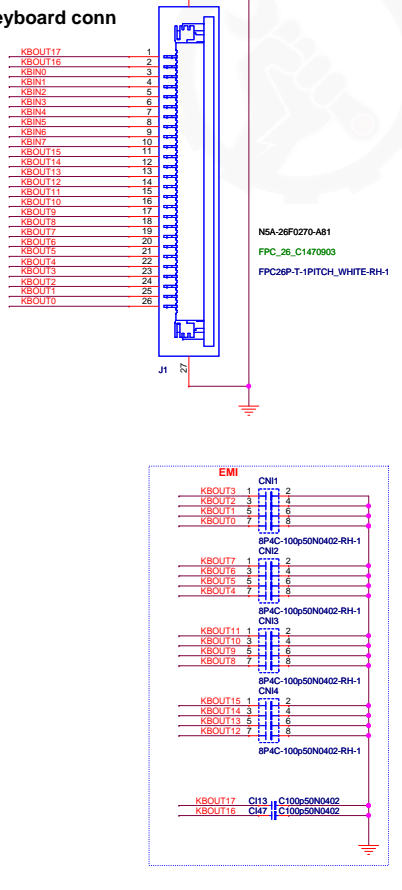 eyboard conn
KBOUT17 1
KBOUT16 2
KBIN0 3
KBIN1 4
KBIN2 5
KBIN3 6
KBIN4 7
KBIN5 8
KBIN6 9
KBIN7 10
KBOUT15 11
KBOUT14 12
KBOUT13 13
KBOUT12 14
KBOUT11 15
KBOUT10 16
KBOUT9 17
KBOUT8 18
KBOUT7 19
KBOUT6 20
KBOUT5 21
KBOUT4 22
KBOUT3 23
KBOUT2 24
KBOUT1 25
KBOUT0 26
N5A-26F0270-A81
FPC_26_C1470903
FPC26P-T-1PITCH_WHITE-RH-1
J1 27
EMI
CNI1
KBOUT3 1 2
KBOUT2 3 4
KBOUT1 5 6
KBOUT0 7 8
8P4C-100p50N0402-RH-1
CNI2
KBOUT7 1 2
KBOUT6 3 4
KBOUT5 5 6
KBOUT4 7 8
8P4C-100p50N0402-RH-1
CNI3
KBOUT11 1 2
KBOUT10 3 4
KBOUT9 5 6
KBOUT8 7 8
8P4C-100p50N0402-RH-1
CNI4
KBOUT15 1 2
KBOUT14 3 4
KBOUT13 5 6
KBOUT12 7 8
8P4C-100p50N0402-RH-1
KBOUT17 CI13 C100p50N0402
KBOUT16 CI47 C100p50N0402